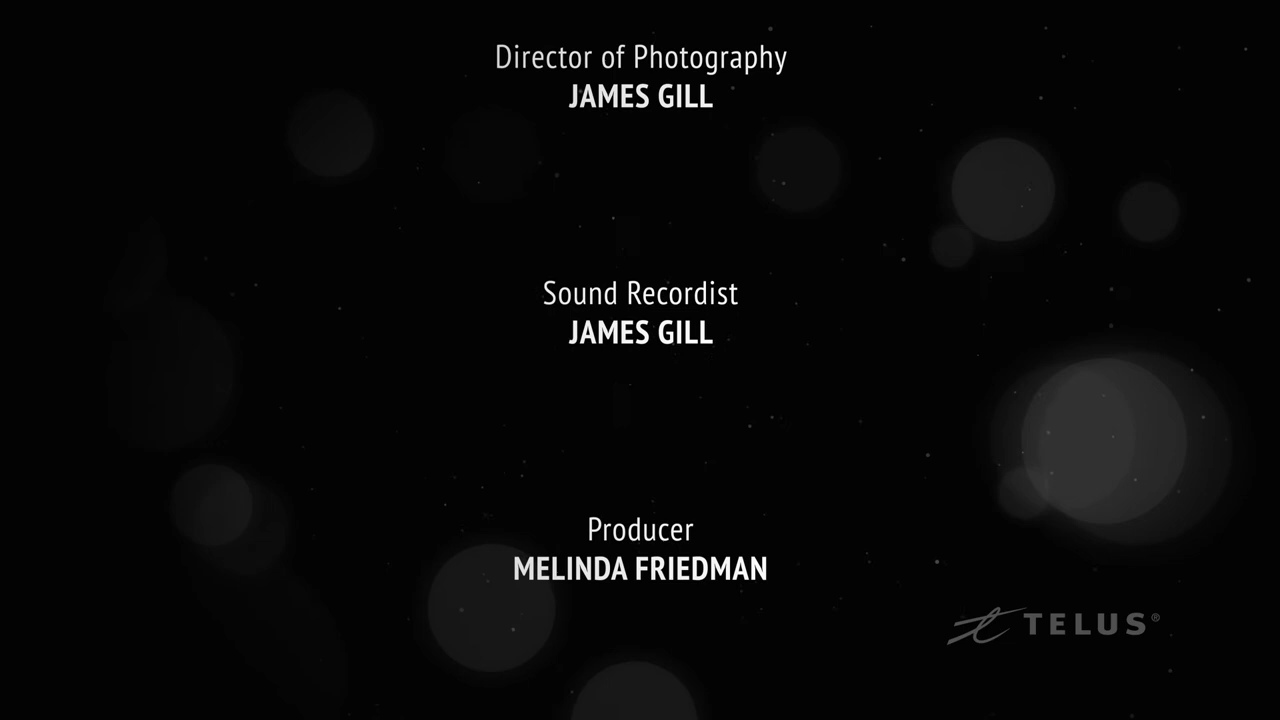 Director of Photography
JAMES GILL
Sound Recordist
JAMES GILL
Producer
MELINDA FRIEDMAN
TELUS®